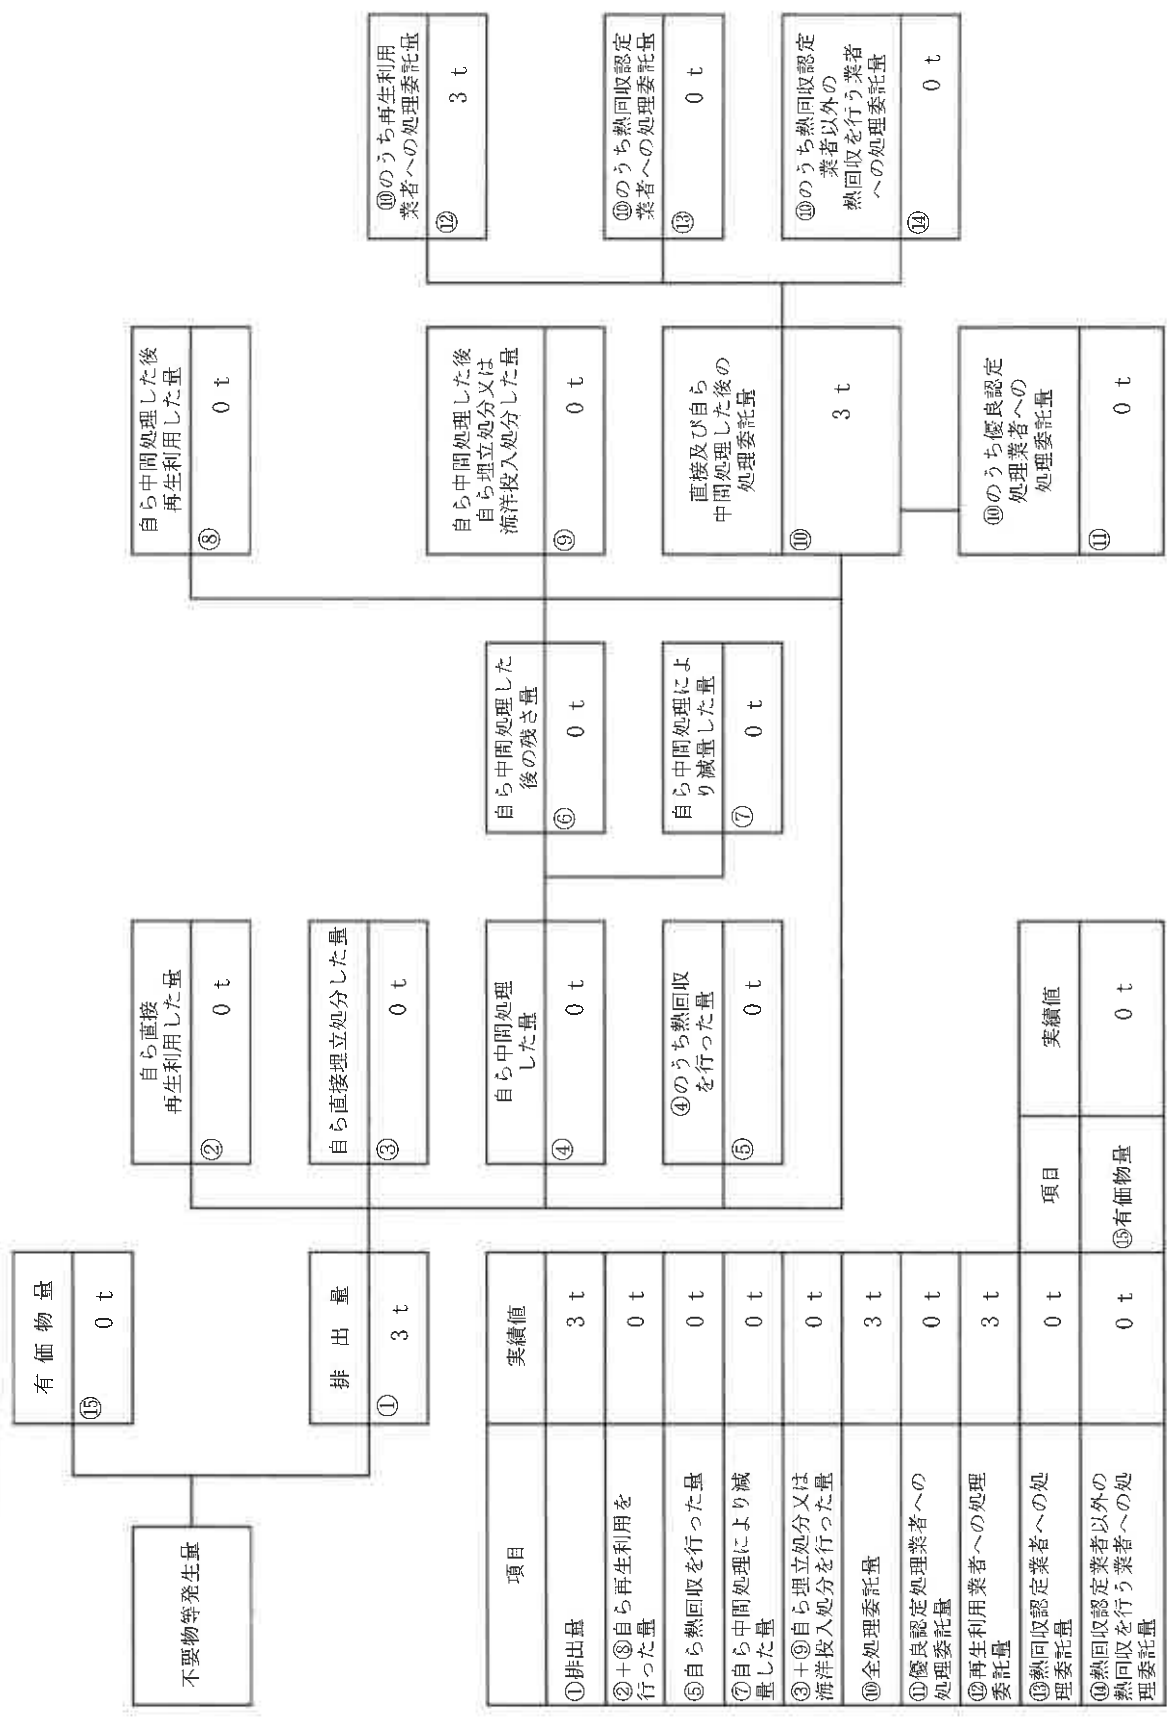 不要物等発生量
有価物量
⑮
0 t
排出量
①
3 t
自ら直接
再生利用した量
②
0 t
自ら直接埋立処分した量
③
0 t
自ら中間処理
した量
④
0 t
④のうち熱回収
を行った量
⑤
0 t
自ら中間処理した
後の残さ量
⑥
0 t
自ら中間処理によ
り減量した量
⑦
0 t
自ら中間処理した後
再生利用した量
⑧
0 t
自ら中間処理した後
自ら埋立処分又は
海洋投入処分した量
⑨
0 t
直接及び自ら
中間処理した後の
処理委託量
⑩
3 t
⑩のうち優良認定
処理業者への
処理委託量
⑪
0 t
⑩のうち再生利用
業者への処理委託量
⑫
3 t
⑩のうち熱回収認定
業者への処理委託量
⑬
0 t
⑩のうち熱回収認定
業者以外の
熱回収を行う業者
への処理委託量
⑭
0 t
項目
実績値
①排出量
3 t
②+⑧自ら再生利用を
行った量
0 t
⑤自ら熱回収を行った量
0 t
⑦自ら中間処理により減
量した量
0 t
③+⑨自ら埋立処分又は
海洋投入処分を行った量
0 t
⑩全処理委託量
3 t
⑪優良認定処理業者への
処理委託量
0 t
⑫再生利用業者への処理
委託量
3 t
⑬熱回収認定業者への処
理委託量
0 t
⑭熱回収認定業者以外の
熱回収を行う業者への処
理委託量
0 t
項目
実績値
⑮有価物量
0 t